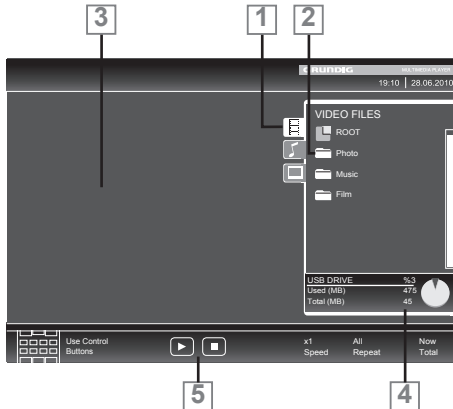 3
1
2
GRUNDIG
MULTIMEDIA PLAYER
19:10 28.06.2010
VIDEO FILES
ROOT
Photo
Music
Film
USB DRIVE %3
Used (MB) 475
Total (MB) 45
Use Control
Buttons
x1 All Now
Speed Repeat Total
5
4